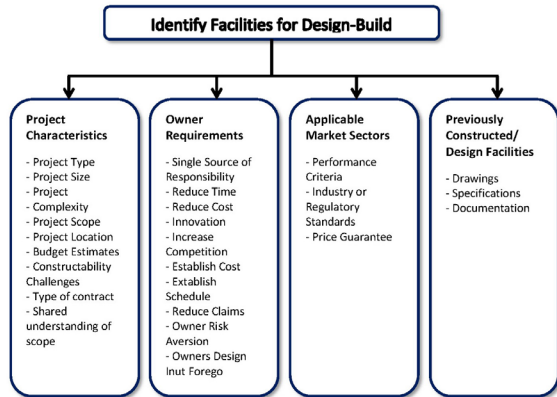 Identify Facilities for Design-Build
Project
Characteristics
- Project Type
- Project Size
- Project
- Complexity
- Project Scope
- Project Location
- Budget Estimates
- Constructability
Challenges
- Type of contract
- Shared
understanding of
scope
Owner
Requirements
- Single Source of
Responsibility
- Reduce Time
- Reduce Cost
- Innovation
- Increase
Competition
- Establish Cost
- Extablish
Schedule
- Reduce Claims
- Owner Risk
Aversion
- Owners Design
Inut Forego
Applicable
Market Sectors
- Performance
Criteria
- Industry or
Regulatory
Standards
- Price Guarantee
Previously
Constructed/
Design Facilities
- Drawings
- Specifications
- Documentation